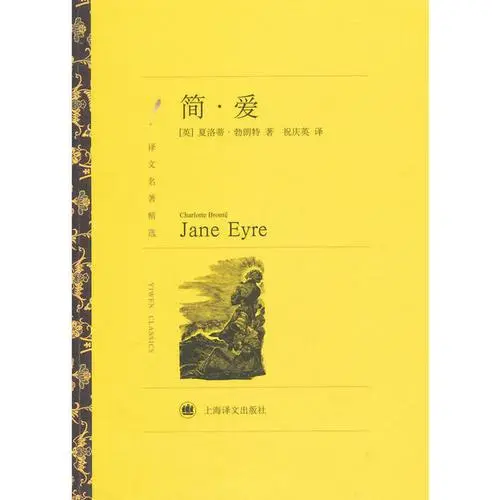 简·爱
[英] 夏洛蒂·勃朗特 著 祝庆英 译
·译文名著精选
YIWEN CLASSICS
Charlotte Brontë
Jane Eyre
上海译文出版社